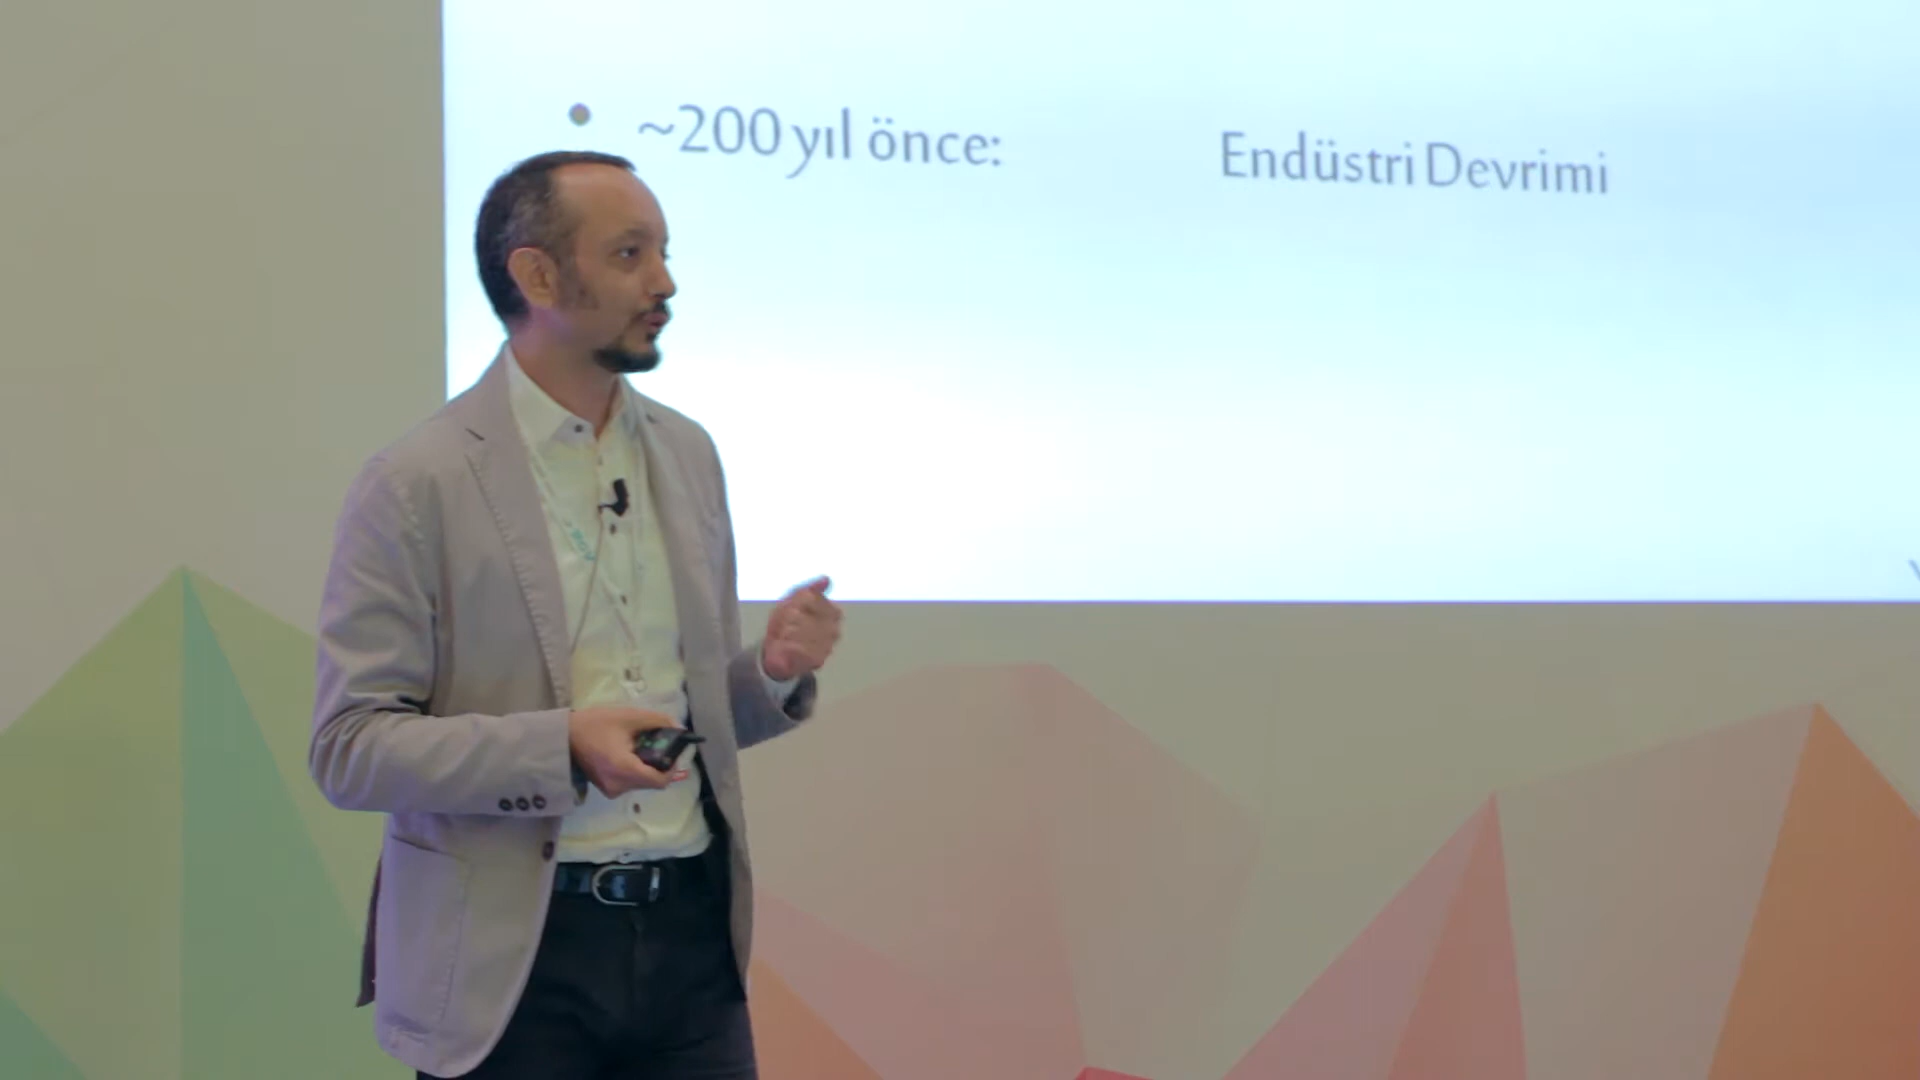 • ~200 yıl önce: Endüstri Devrimi